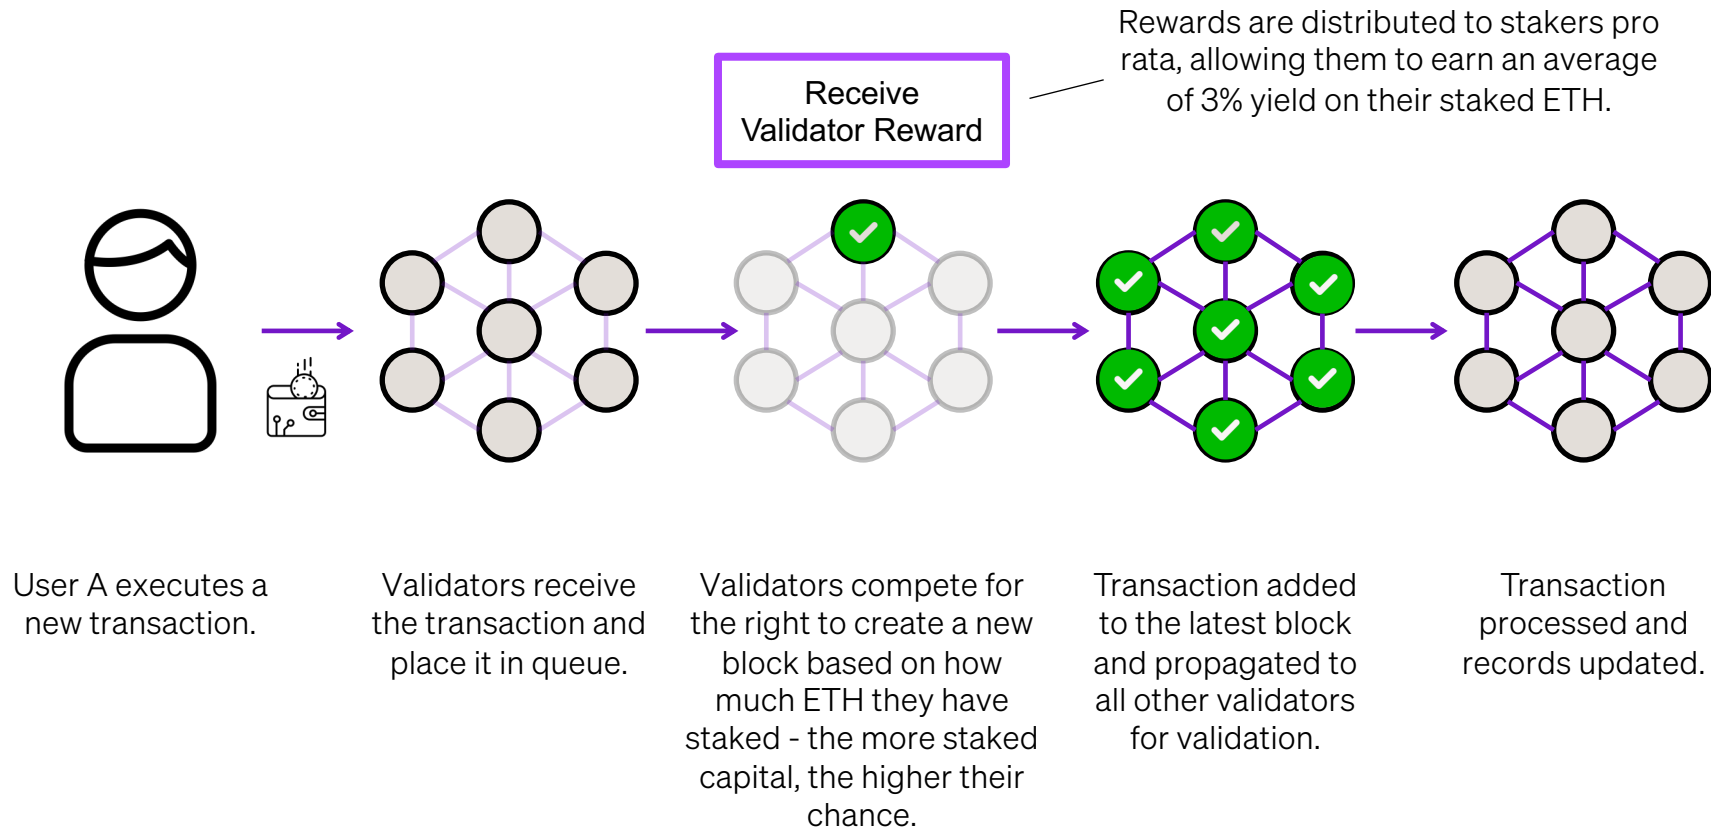 Rewards are distributed to stakers pro
rata, allowing them to earn an average
of 3% yield on their staked ETH.
Receive
Validator Reward
User A executes a
new transaction.
Validators receive
the transaction and
place it in queue.
Validators compete for
the right to create a new
block based on how
much ETH they have
staked - the more staked
capital, the higher their
chance.
Transaction added
to the latest block
and propagated to
all other validators
for validation.
Transaction
processed and
records updated.